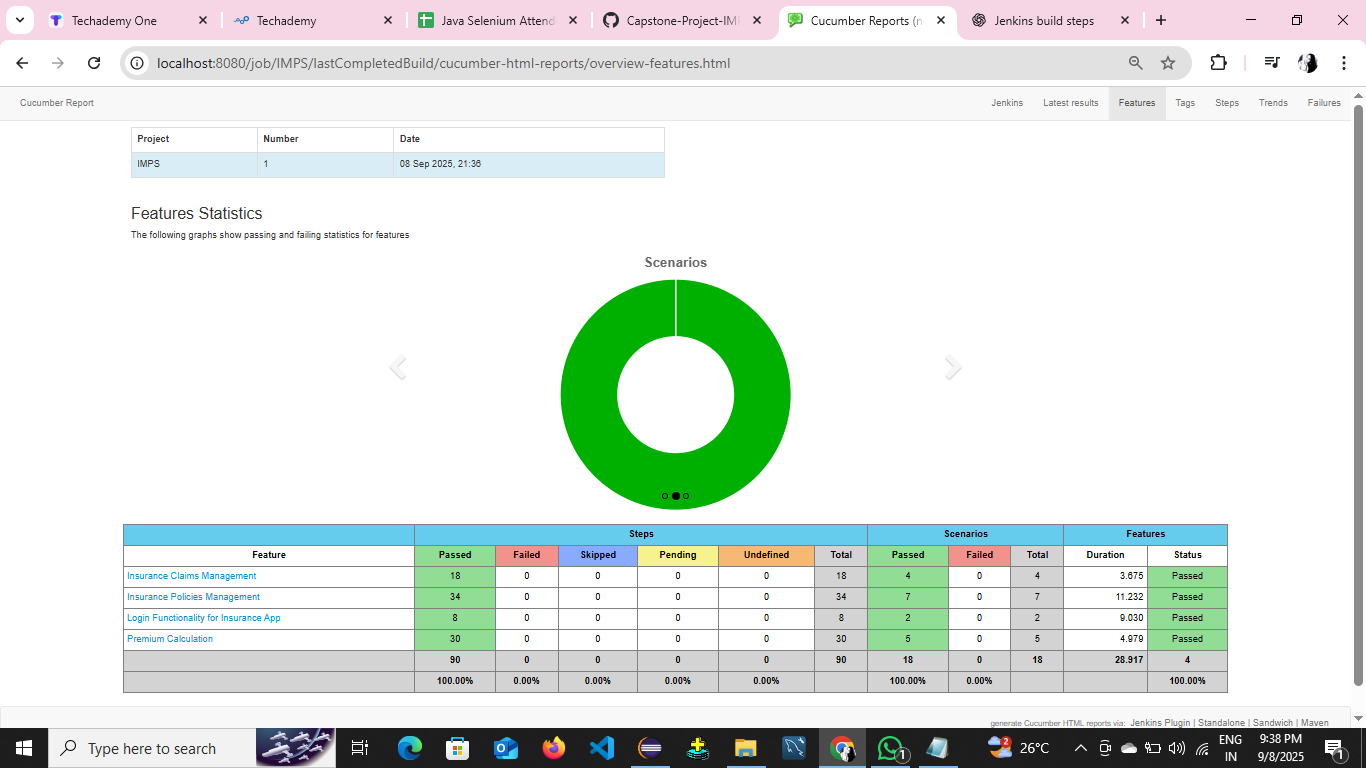 Techademy One
Techademy
Java Selenium Attend
Capstone-Project-IM
Cucumber Reports (n
Jenkins build steps
localhost:8080/job/IMPS/lastCompletedBuild/cucumber-html-reports/overview-features.html
Cucumber Report Jenkins Latest results Features Tags Steps Trends Failures
Project Number Date
IMPS 1 08 Sep 2025, 21:36
Features Statistics
The following graphs show passing and failing statistics for features
Scenarios
Steps Scenarios Features
Feature Passed Failed Skipped Pending Undefined Total Passed Failed Total Duration Status
Insurance Claims Management 18 0 0 0 0 18 4 0 4 3.675 Passed
Insurance Policies Management 34 0 0 0 0 34 7 0 7 11.232 Passed
Login Functionality for Insurance App 8 0 0 0 0 8 2 0 2 9.030 Passed
Premium Calculation 30 0 0 0 0 30 5 0 5 4.979 Passed
90 0 0 0 0 90 18 0 18 28.917 4
100.00% 0.00% 0.00% 0.00% 0.00% 100.00% 0.00% 100.00%
generate Cucumber HTML reports via: Jenkins Plugin | Standalone | Sandwich | Maven
Type here to search
1
2
26°C
ENG
IN
9:38 PM
9/8/2025
1